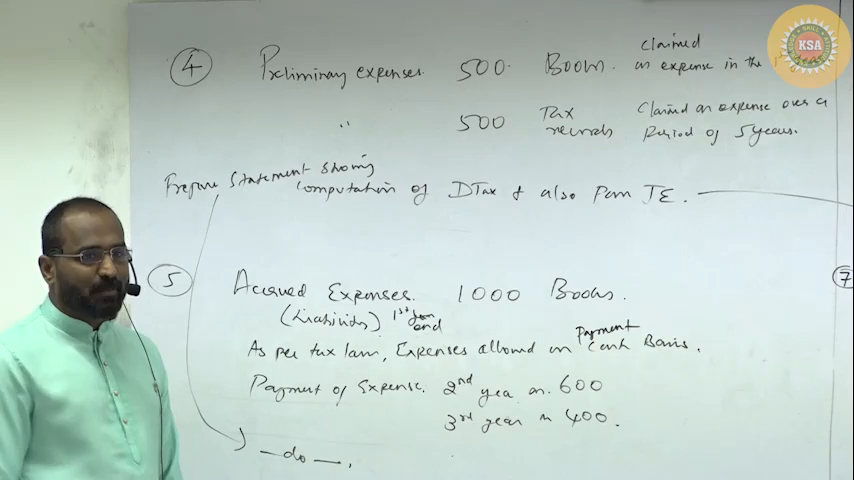 ④ Preliminary expenses. 500. Books. claimed as expense in the 1st
" 500 Tax records Claimed as expense over a period of 5 years.
Prepare Statement showing computation of DTax & also Pass JE.
⑤ Accrued Expenses. 1000 Books.
(Liabilities) 1st year end
As per tax law, Expenses allowed on Payment Cash Basis.
Payment of Expense. 2nd year on. 600
3rd year on 400.
—do—.
⑦
KSA